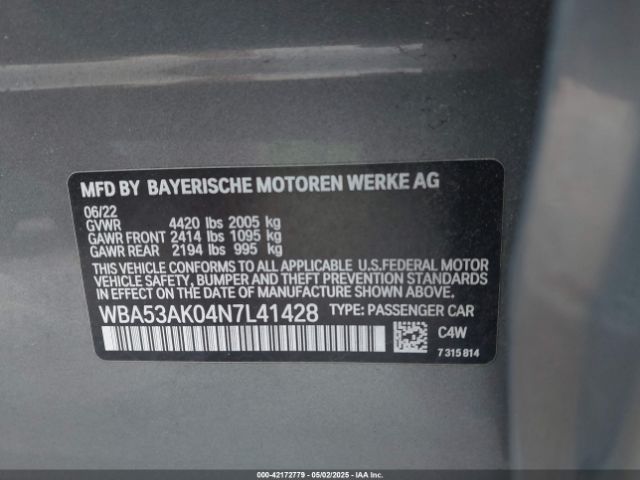 MFD BY BAYERISCHE MOTOREN WERKE AG
06/22
GVWR 4420 lbs 2005 kg
GAWR FRONT 2414 lbs 1095 kg
GAWR REAR 2194 lbs 995 kg
THIS VEHICLE CONFORMS TO ALL APPLICABLE U.S.FEDERAL MOTOR
VEHICLE SAFETY, BUMPER AND THEFT PREVENTION STANDARDS
IN EFFECT ON THE DATE OF MANUFACTURE SHOWN ABOVE.
WBA53AK04N7L41428 TYPE: PASSENGER CAR
C4W
7 315 814
000-42172779 - 05/02/2025 - IAAI.COM